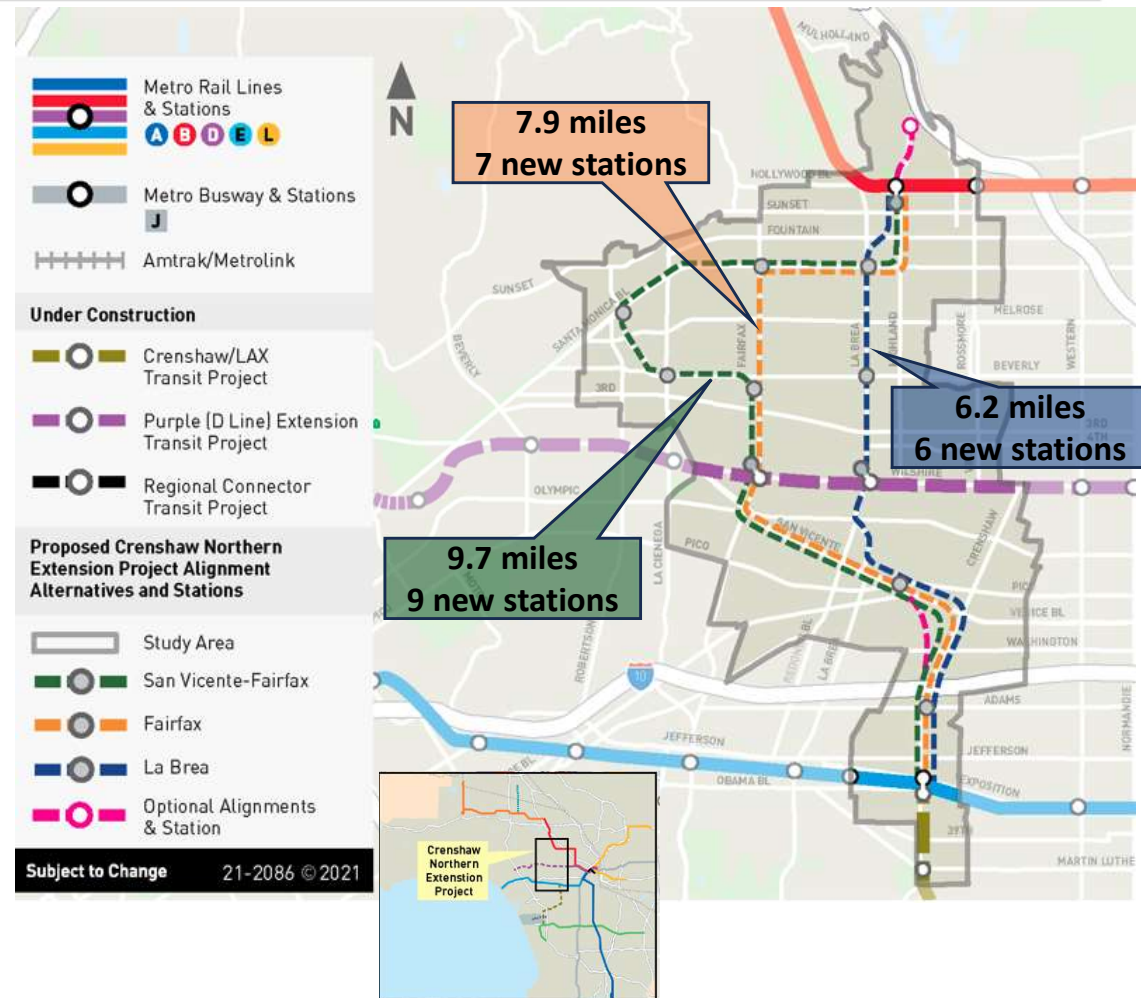 Metro Rail Lines
& Stations
A B D E L
Metro Busway & Stations
J
Amtrak/Metrolink
Under Construction
Crenshaw/LAX
Transit Project
Purple (D Line) Extension
Transit Project
Regional Connector
Transit Project
Proposed Crenshaw Northern
Extension Project Alignment
Alternatives and Stations
Study Area
San Vicente-Fairfax
Fairfax
La Brea
Optional Alignments
& Station
Subject to Change 21-2086 © 2021
N
7.9 miles
7 new stations
6.2 miles
6 new stations
9.7 miles
9 new stations
MULHOLLAND
HOLLYWOOD BL
SUNSET
FOUNTAIN
SUNSET
SANTA MONICA BL
BEVERLY
FAIRFAX
LA BREA
HIGHLAND
ROSSMORE
WESTERN
MELROSE
BEVERLY
3RD
3RD
4TH
WILSHIRE
OLYMPIC
SAN VICENTE
CRENSHAW
PICO
LA CIENEGA
PICO
VENICE BL
WASHINGTON
ROBERTSON
REDONDO BL
LA BREA
10
ADAMS
NORMANDIE
JEFFERSON
JEFFERSON
OBAMA BL
EXPOSITION
39TH
MARTIN LUTHE
Crenshaw
Northern
Extenstion
Project